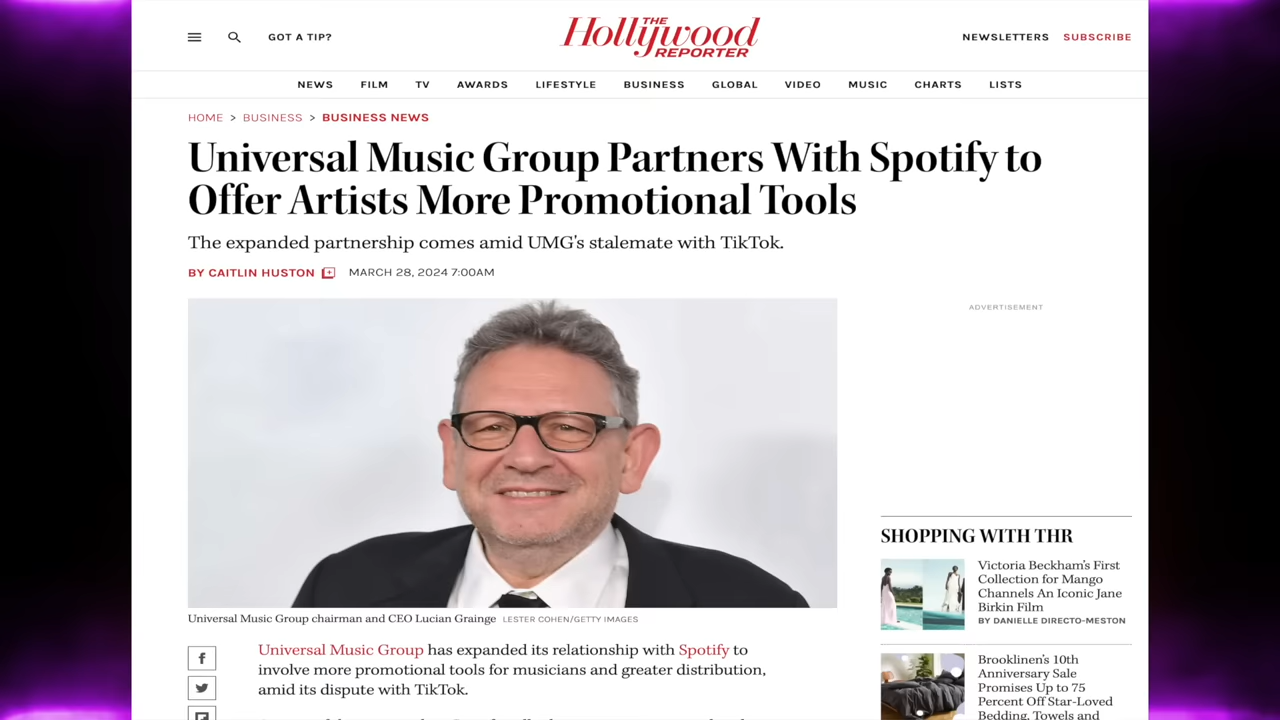 GOT A TIP?
THE
Hollywood
REPORTER
NEWSLETTERS SUBSCRIBE
NEWS FILM TV AWARDS LIFESTYLE BUSINESS GLOBAL VIDEO MUSIC CHARTS LISTS
HOME > BUSINESS > BUSINESS NEWS
Universal Music Group Partners With Spotify to
Offer Artists More Promotional Tools
The expanded partnership comes amid UMG's stalemate with TikTok.
BY CAITLIN HUSTON MARCH 28, 2024 7:00AM
Universal Music Group chairman and CEO Lucian Grainge LESTER COHEN/GETTY IMAGES
Universal Music Group has expanded its relationship with Spotify to
involve more promotional tools for musicians and greater distribution,
amid its dispute with TikTok.
ADVERTISEMENT
SHOPPING WITH THR
Victoria Beckham's First
Collection for Mango
Channels An Iconic Jane
Birkin Film
BY DANIELLE DIRECTO-MESTON
Brooklinen's 10th
Anniversary Sale
Promises Up to 75
Percent Off Star-Loved
Bedding, Towels and